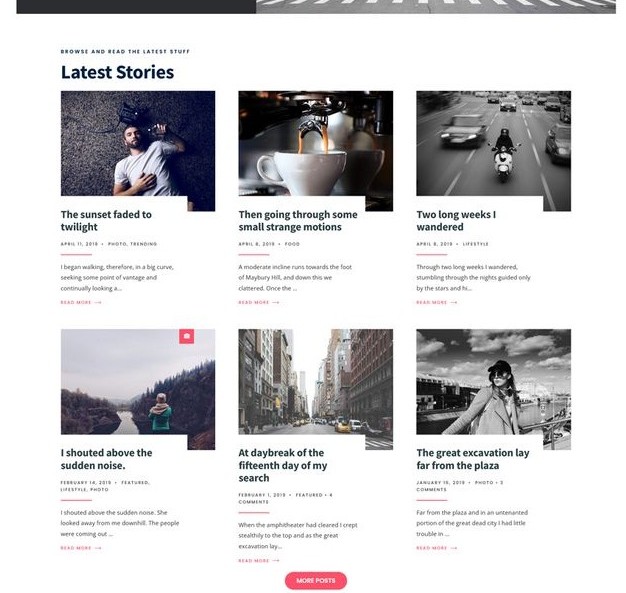 BROWSE AND READ THE LATEST STUFF
Latest Stories
The sunset faded to
twilight
APRIL 11, 2019 • PHOTO, TRENDING
I began walking, therefore, in a big curve,
seeking some point of vantage and
continually looking a...
READ MORE →
Then going through some
small strange motions
APRIL 8, 2019 • FOOD
A moderate incline runs towards the foot
of Maybury Hill, and down this we
clattered. Once the ...
READ MORE →
Two long weeks I
wandered
APRIL 8, 2019 • LIFESTYLE
Through two long weeks I wandered,
stumbling through the nights guided only
by the stars and hi...
READ MORE →
I shouted above the
sudden noise.
FEBRUARY 14, 2019 • FEATURED,
LIFESTYLE, PHOTO
I shouted above the sudden noise. She
looked away from me downhill. The people
were coming out ...
READ MORE →
At daybreak of the
fifteenth day of my
search
FEBRUARY 1, 2019 • FEATURED • 4
COMMENTS
When the amphitheater had cleared I crept
stealthily to the top and as the great
excavation lay...
READ MORE →
The great excavation lay
far from the plaza
JANUARY 10, 2019 • PHOTO • 3
COMMENTS
Far from the plaza and in an untenanted
portion of the great dead city I had little
trouble in ...
READ MORE →
MORE POSTS